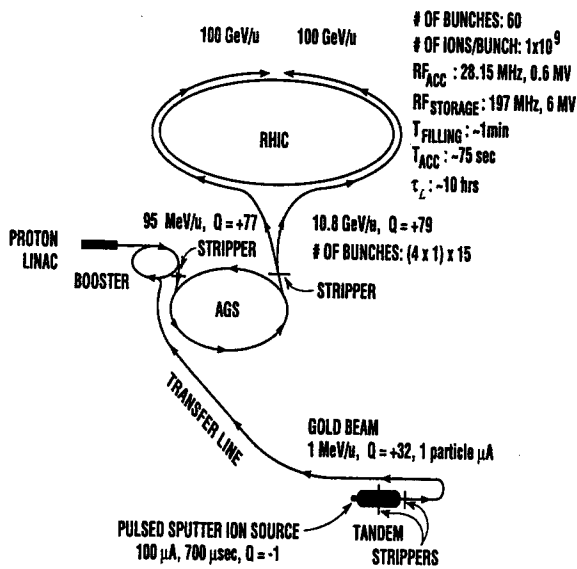 100 GeV/u 100 GeV/u
# OF BUNCHES: 60
# OF IONS/BUNCH: 1x10⁹
RF_ACC : 28.15 MHz, 0.6 MV
RF_STORAGE : 197 MHz, 6 MV
T_FILLING : ~1min
T_ACC : ~75 sec
τ_L : ~10 hrs
RHIC
95 MeV/u, Q = +77
10.8 GeV/u, Q = +79
# OF BUNCHES: (4 x 1) x 15
PROTON
LINAC
STRIPPER
BOOSTER
STRIPPER
AGS
TRANSFER LINE
GOLD BEAM
1 MeV/u, Q = +32, 1 particle µA
PULSED SPUTTER ION SOURCE
100 µA, 700 µsec, Q = -1
TANDEM
STRIPPERS